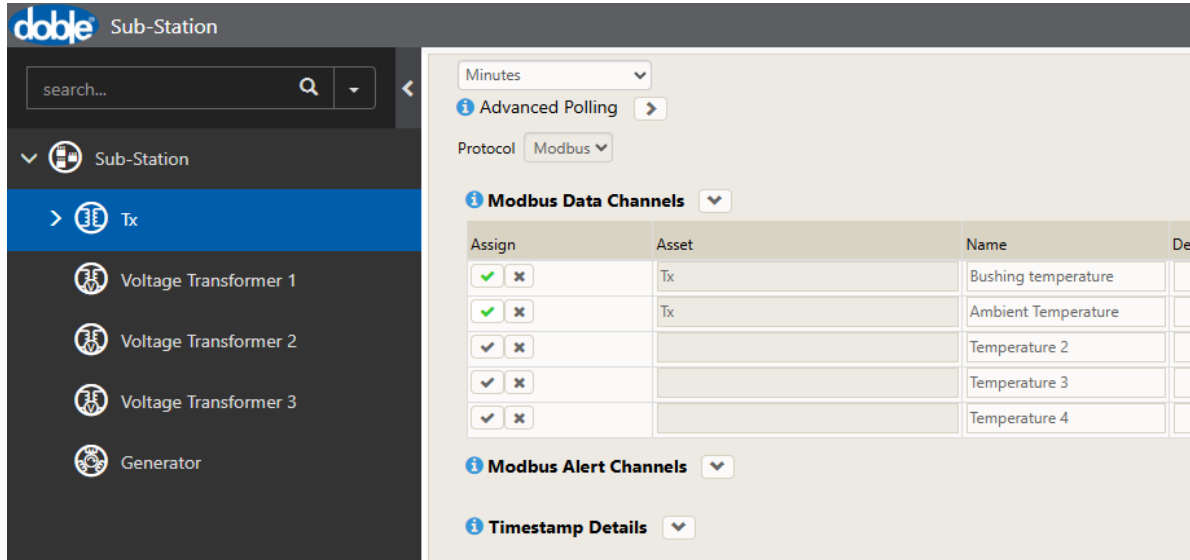 doble® Sub-Station
search...
Sub-Station
Tx
Voltage Transformer 1
Voltage Transformer 2
Voltage Transformer 3
Generator
Minutes
Advanced Polling
Protocol Modbus
Modbus Data Channels
Assign Asset Name De
Tx Bushing temperature
Tx Ambient Temperature
Temperature 2
Temperature 3
Temperature 4
Modbus Alert Channels
Timestamp Details